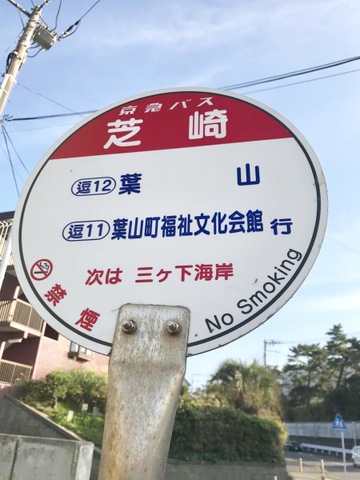 京急バス
芝崎
逗12 葉山
逗11 葉山町福祉文化会館 行
次は 三ヶ下海岸
禁煙
No Smoking